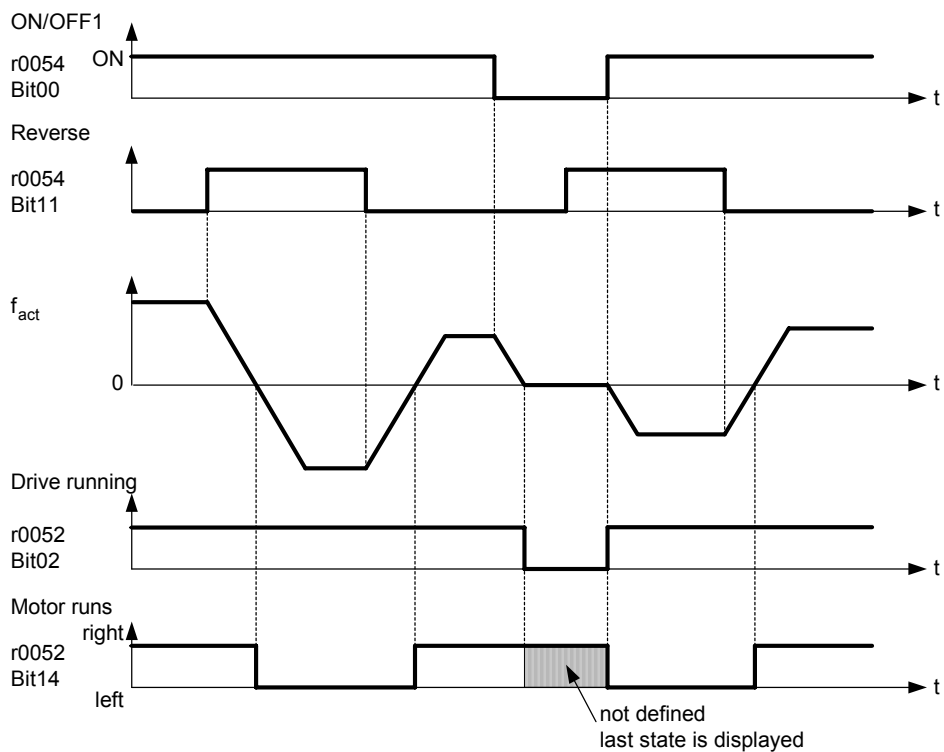 ON/OFF1
ON
r0054
Bit00
t
Reverse
r0054
Bit11
t
fact
0
t
Drive running
r0052
Bit02
t
Motor runs
right
r0052
Bit14
left
t
not defined
last state is displayed